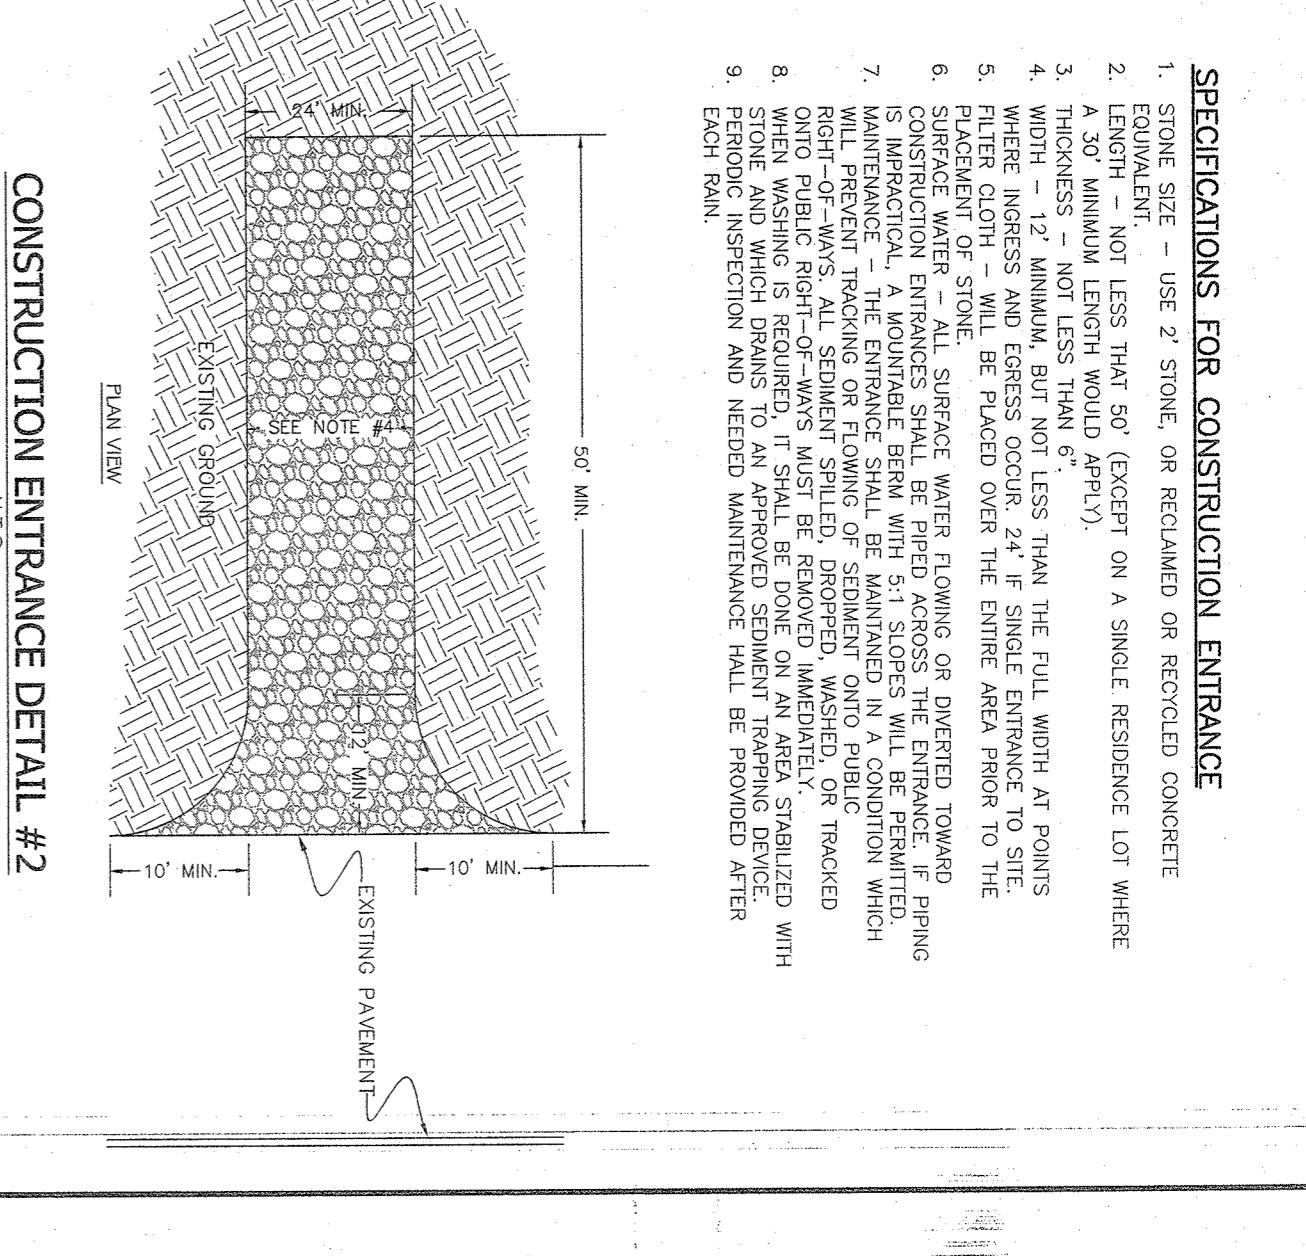 SPECIFICATIONS FOR CONSTRUCTION ENTRANCE
1. STONE SIZE – USE 2' STONE, OR RECLAIMED OR RECYCLED CONCRETE
EQUIVALENT.
2. LENGTH – NOT LESS THAT 50' (EXCEPT ON A SINGLE RESIDENCE LOT WHERE
A 30' MINIMUM LENGTH WOULD APPLY).
3. THICKNESS – NOT LESS THAN 6".
4. WIDTH – 12' MINIMUM, BUT NOT LESS THAN THE FULL WIDTH AT POINTS
WHERE INGRESS AND EGRESS OCCUR. 24' IF SINGLE ENTRANCE TO SITE.
5. FILTER CLOTH – WILL BE PLACED OVER THE ENTIRE AREA PRIOR TO THE
PLACEMENT OF STONE.
6. SURFACE WATER – ALL SURFACE WATER FLOWING OR DIVERTED TOWARD
CONSTRUCTION ENTRANCES SHALL BE PIPED ACROSS THE ENTRANCE. IF PIPING
IS IMPRACTICAL, A MOUNTABLE BERM WITH 5:1 SLOPES WILL BE PERMITTED.
7. MAINTENANCE – THE ENTRANCE SHALL BE MAINTANED IN A CONDITION WHICH
WILL PREVENT TRACKING OR FLOWING OF SEDIMENT ONTO PUBLIC
RIGHT–OF–WAYS. ALL SEDIMENT SPILLED, DROPPED, WASHED, OR TRACKED
ONTO PUBLIC RIGHT–OF–WAYS MUST BE REMOVED IMMEDIATELY.
8. WHEN WASHING IS REQUIRED, IT SHALL BE DONE ON AN AREA STABILIZED WITH
STONE AND WHICH DRAINS TO AN APPROVED SEDIMENT TRAPPING DEVICE.
9. PERIODIC INSPECTION AND NEEDED MAINTENANCE HALL BE PROVIDED AFTER
EACH RAIN.
50' MIN.
24' MIN.
SEE NOTE #4
12' MIN.
10' MIN.
10' MIN.
EXISTING GROUND
EXISTING PAVEMENT
PLAN VIEW
CONSTRUCTION ENTRANCE DETAIL #2